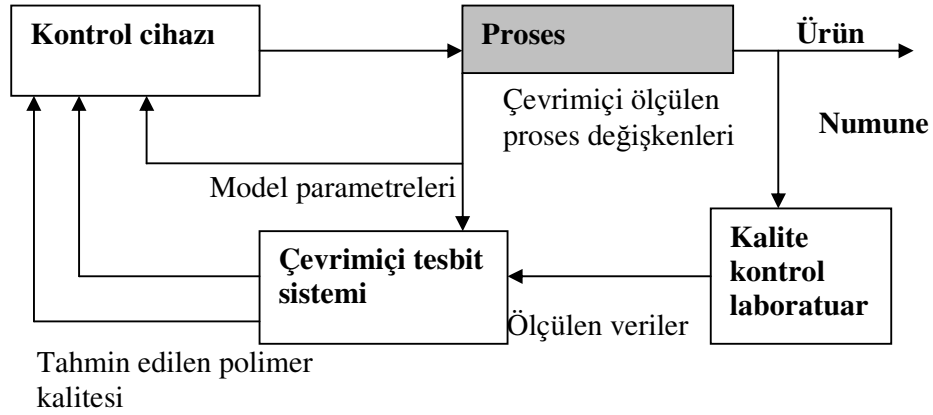 Kontrol cihazı
Proses
Ürün
Çevrimiçi ölçülen
proses değişkenleri
Numune
Model parametreleri
Çevrimiçi tesbit
sistemi
Kalite
kontrol
laboratuar
Ölçülen veriler
Tahmin edilen polimer
kalitesi